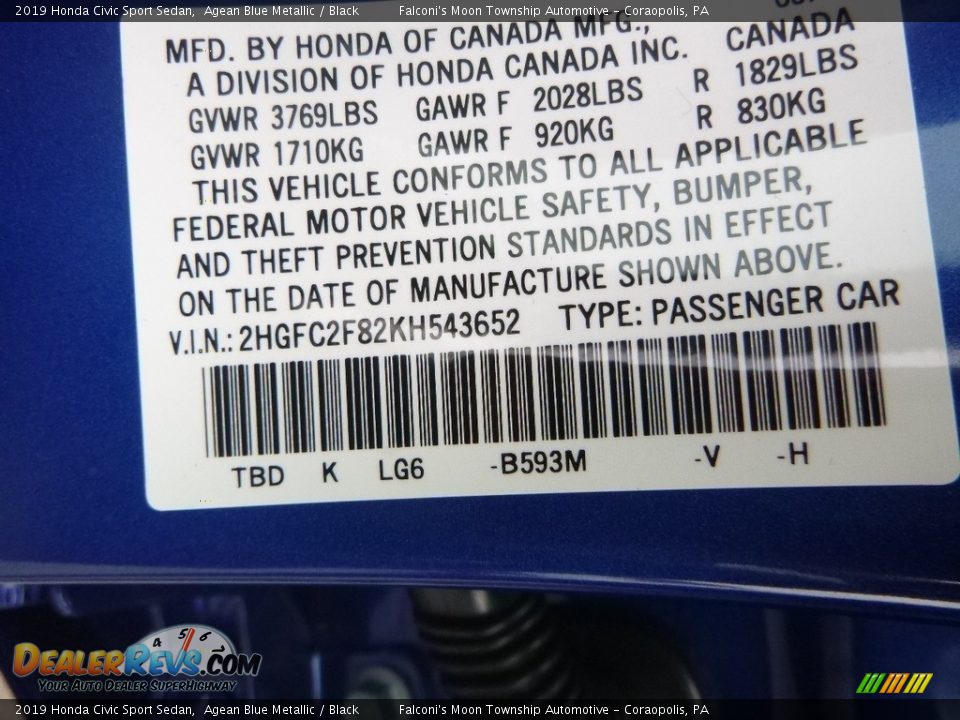 2019 Honda Civic Sport Sedan, Agean Blue Metallic / Black Falconi's Moon Township Automotive - Coraopolis, PA
MFD. BY HONDA OF CANADA MFG.,
A DIVISION OF HONDA CANADA INC. CANADA
GVWR 3769LBS GAWR F 2028LBS R 1829LBS
GVWR 1710KG GAWR F 920KG R 830KG
THIS VEHICLE CONFORMS TO ALL APPLICABLE
FEDERAL MOTOR VEHICLE SAFETY, BUMPER,
AND THEFT PREVENTION STANDARDS IN EFFECT
ON THE DATE OF MANUFACTURE SHOWN ABOVE.
V.I.N.: 2HGFC2F82KH543652 TYPE: PASSENGER CAR
TBD K LG6 -B593M -V -H
4 5 6
DEALERREVS.COM
YOUR AUTO DEALER SUPERHIGHWAY
2019 Honda Civic Sport Sedan, Agean Blue Metallic / Black Falconi's Moon Township Automotive - Coraopolis, PA